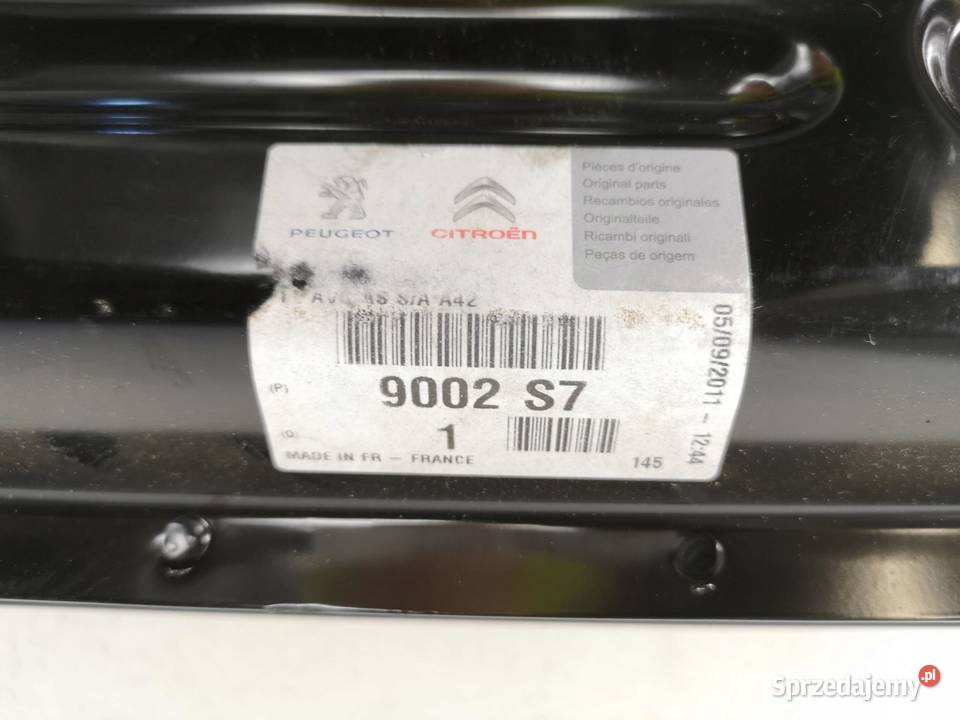 PEUGEOT
CITROËN
Pièces d'origine
Original parts
Recambios originales
Originalteile
Ricambi originali
Peças de origem
S/A A42
(P)
9002 S7
(Q)
1
MADE IN FR – FRANCE
145
05/09/2011 – 12:44
Sprzedajemy.pl